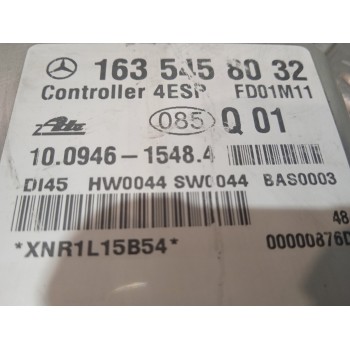 163 545 80 32
Controller 4ESP FD01M11
Ate 085 Q 01
10.0946-1548.4
DI45 HW0044 SW0044 BAS0003
48
*XNR1L15B54* 00000876D